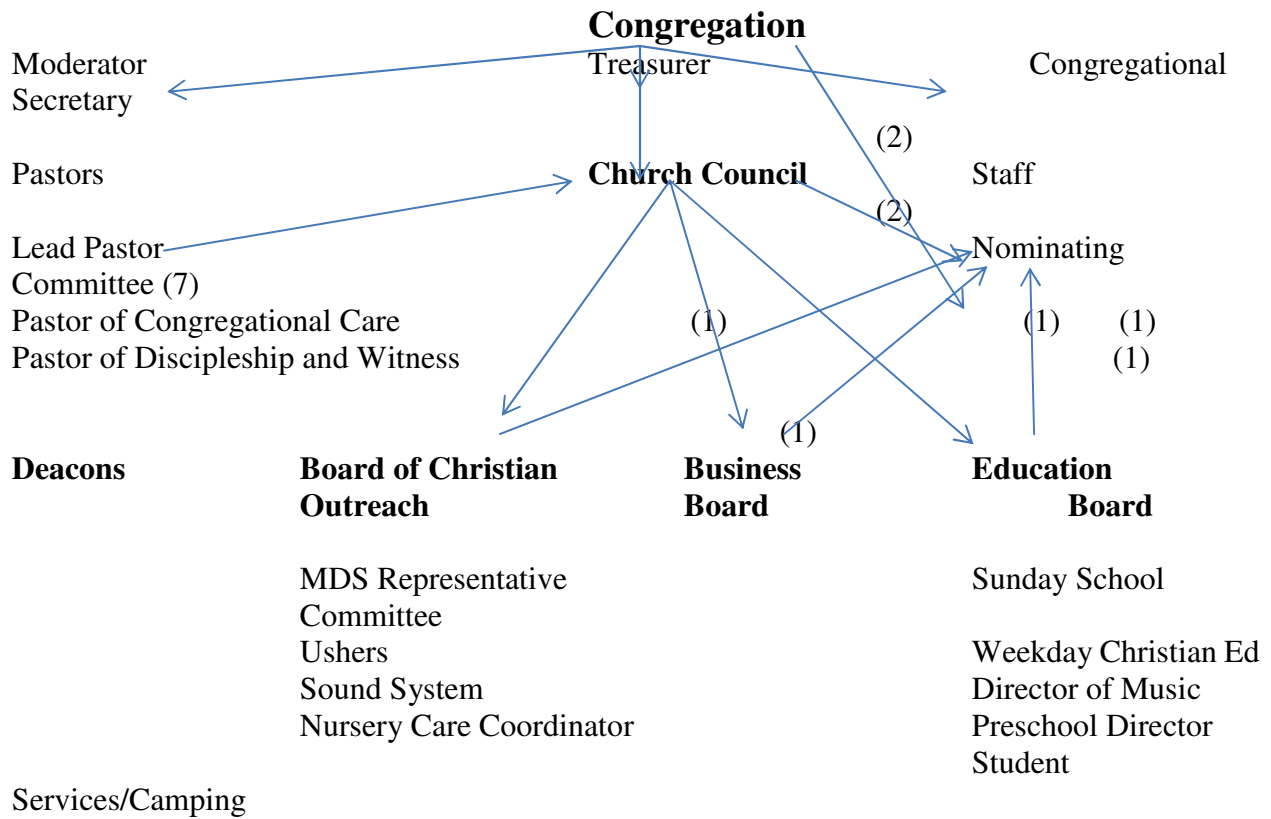 Congregation
Moderator Treasurer Congregational
Secretary
(2)
Pastors Church Council Staff
(2)
Lead Pastor Nominating
Committee (7)
Pastor of Congregational Care (1) (1) (1)
Pastor of Discipleship and Witness (1)
(1)
Deacons Board of Christian Business Education
Outreach Board Board
MDS Representative Sunday School
Committee
Ushers Weekday Christian Ed
Sound System Director of Music
Nursery Care Coordinator Preschool Director
Student
Services/Camping